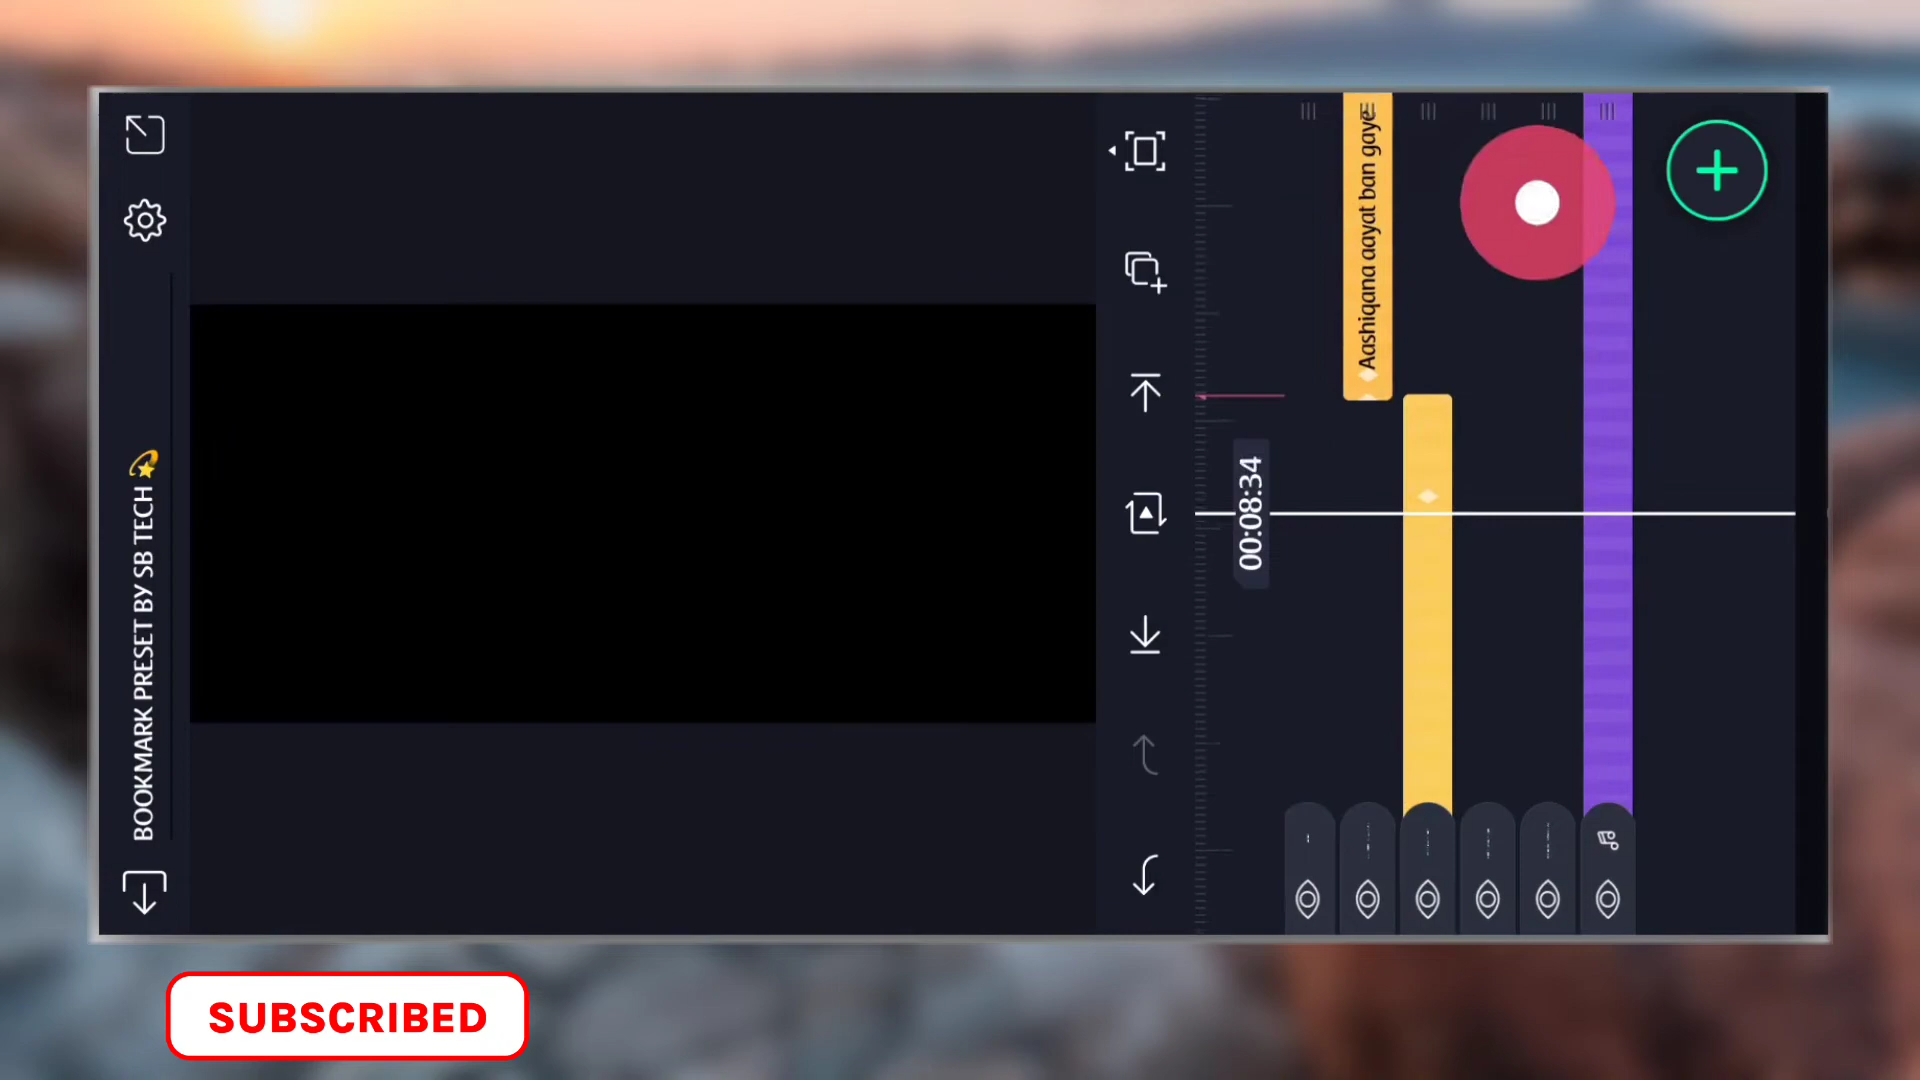 BOOKMARK PRESET BY SB TECH 💫
00:08:34
Aashiqana aayat ban gaye
SUBSCRIBED